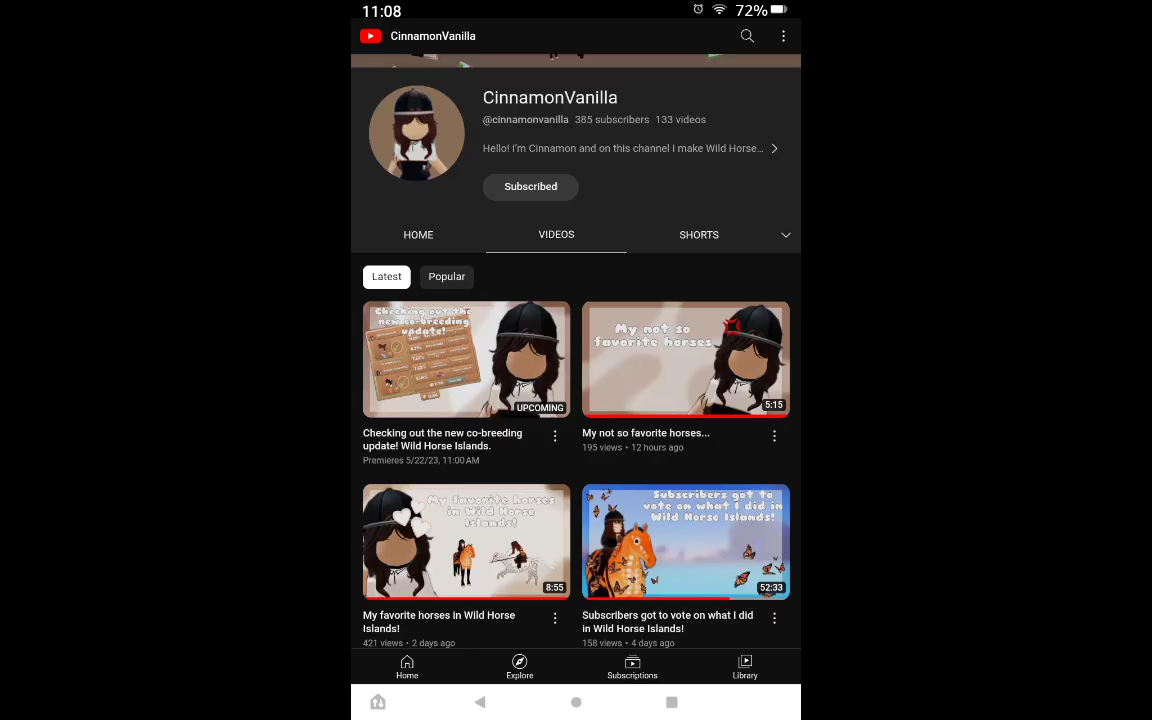 11:08
72%
CinnamonVanilla
CinnamonVanilla
@cinnamonvanilla 385 subscribers 133 videos
Hello! I'm Cinnamon and on this channel I make Wild Horse...
Subscribed
HOME VIDEOS SHORTS
Latest Popular
Checking out the
new co-breeding
update!
UPCOMING
Checking out the new co-breeding
update! Wild Horse Islands.
Premieres 5/22/23, 11:00 AM
My not so
favorite horses
5:15
My not so favorite horses...
195 views • 12 hours ago
My favorite horses
in Wild Horse
Islands!
8:55
My favorite horses in Wild Horse
Islands!
421 views • 2 days ago
Subscribers got to
vote on what I did in
Wild Horse Islands!
52:33
Subscribers got to vote on what I did
in Wild Horse Islands!
158 views • 4 days ago
Home Explore Subscriptions Library